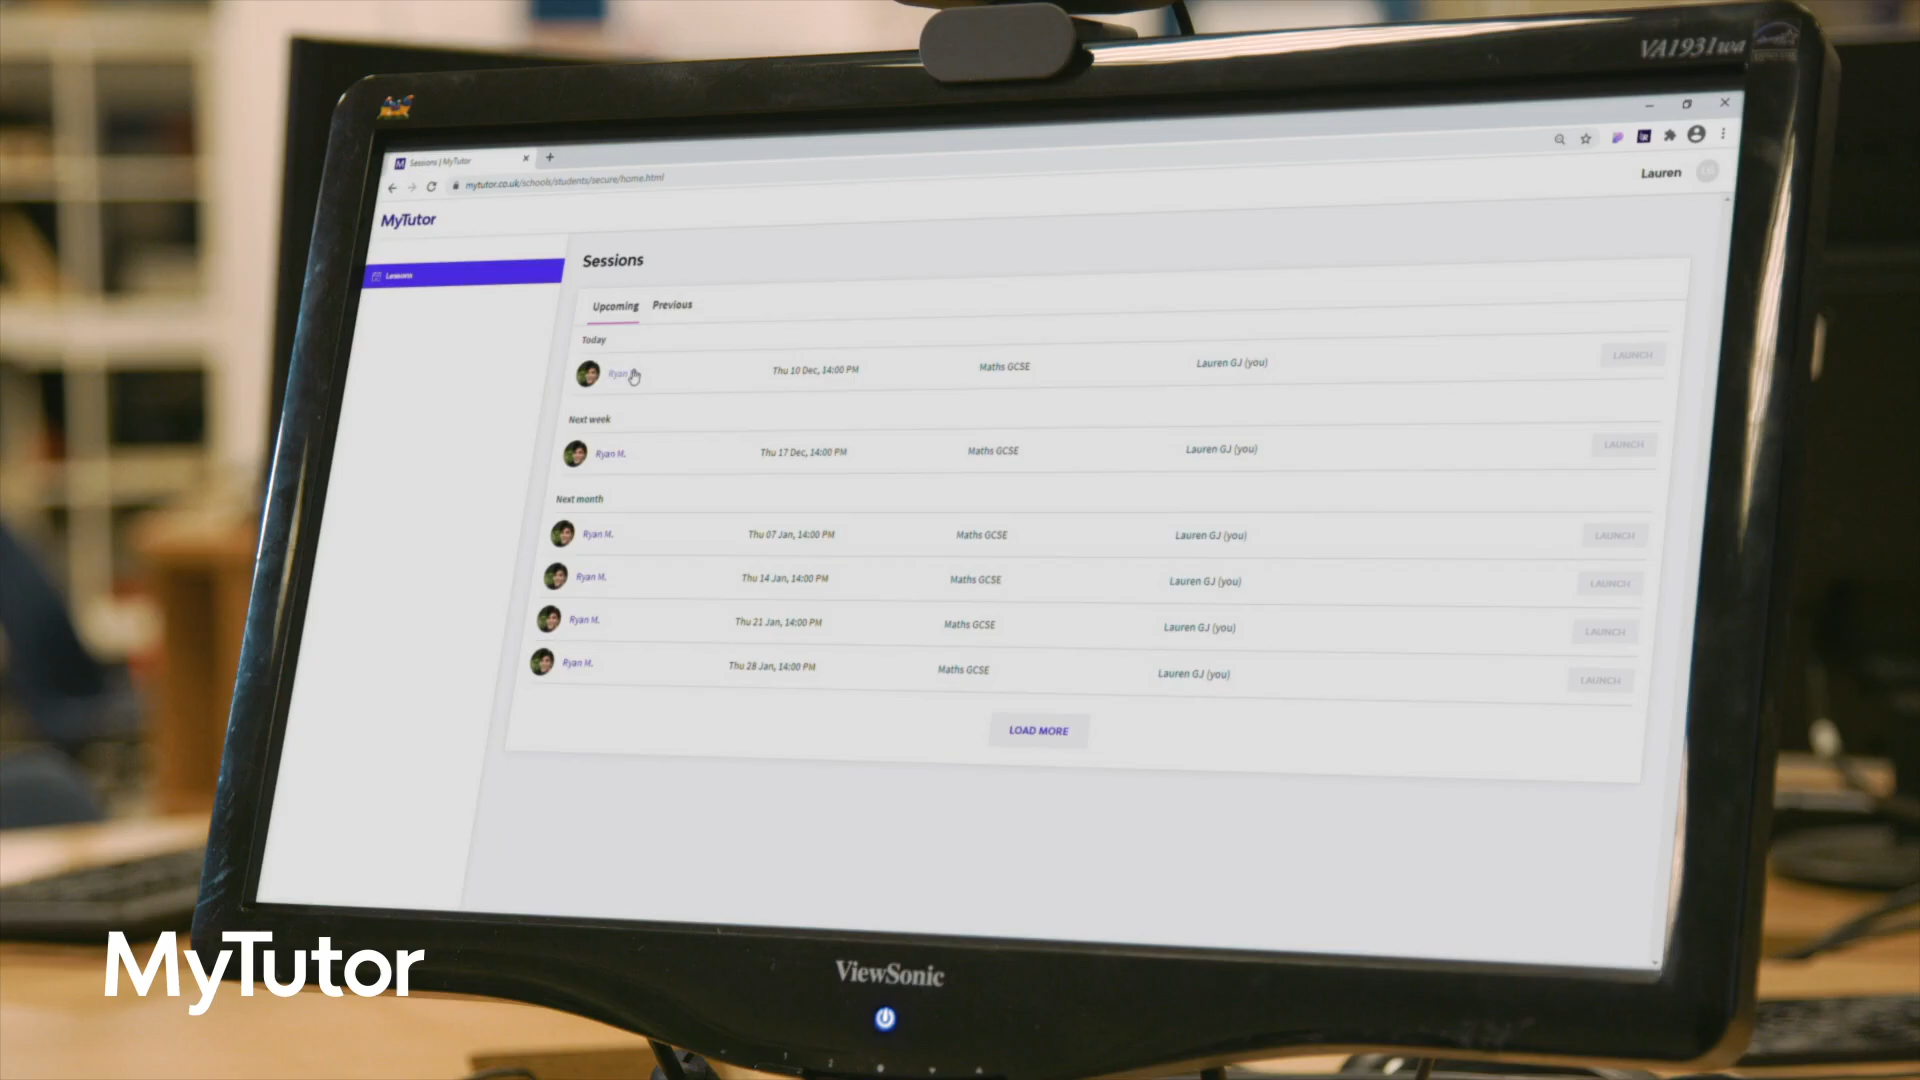 VA1931wa
Sessions | MyTutor
mytutor.co.uk/schools/students/secure/home.html
Lauren
MyTutor
Lessons
Sessions
Upcoming Previous
Today
Ryan Thu 10 Dec, 14:00 PM Maths GCSE Lauren GJ (you) LAUNCH
Next week
Ryan M. Thu 17 Dec, 14:00 PM Maths GCSE Lauren GJ (you) LAUNCH
Next month
Ryan M. Thu 07 Jan, 14:00 PM Maths GCSE Lauren GJ (you) LAUNCH
Ryan M. Thu 14 Jan, 14:00 PM Maths GCSE Lauren GJ (you) LAUNCH
Ryan M. Thu 21 Jan, 14:00 PM Maths GCSE Lauren GJ (you) LAUNCH
Ryan M. Thu 28 Jan, 14:00 PM Maths GCSE Lauren GJ (you) LAUNCH
LOAD MORE
MyTutor
ViewSonic
1 2